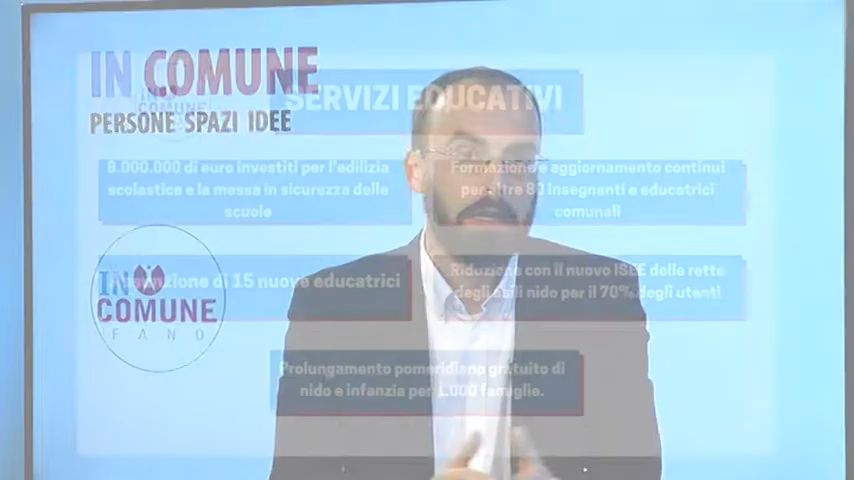 IN COMUNE
PERSONE SPAZI IDEE
SERVIZI EDUCATIVI
8.000.000 di euro investiti per l'edilizia
scolastica e la messa in sicurezza delle
scuole
Formazione e aggiornamento continui
per altre 80 insegnanti e educatrici
comunali
di 15 nuove educatrici
Riduzione con il nuovo ISEE delle rette
degli asili nido per il 70% degli utenti
IN
COMUNE
FANO
Prolungamento pomeridiano gratuito di
nido e infanzia per 1.000 famiglie.